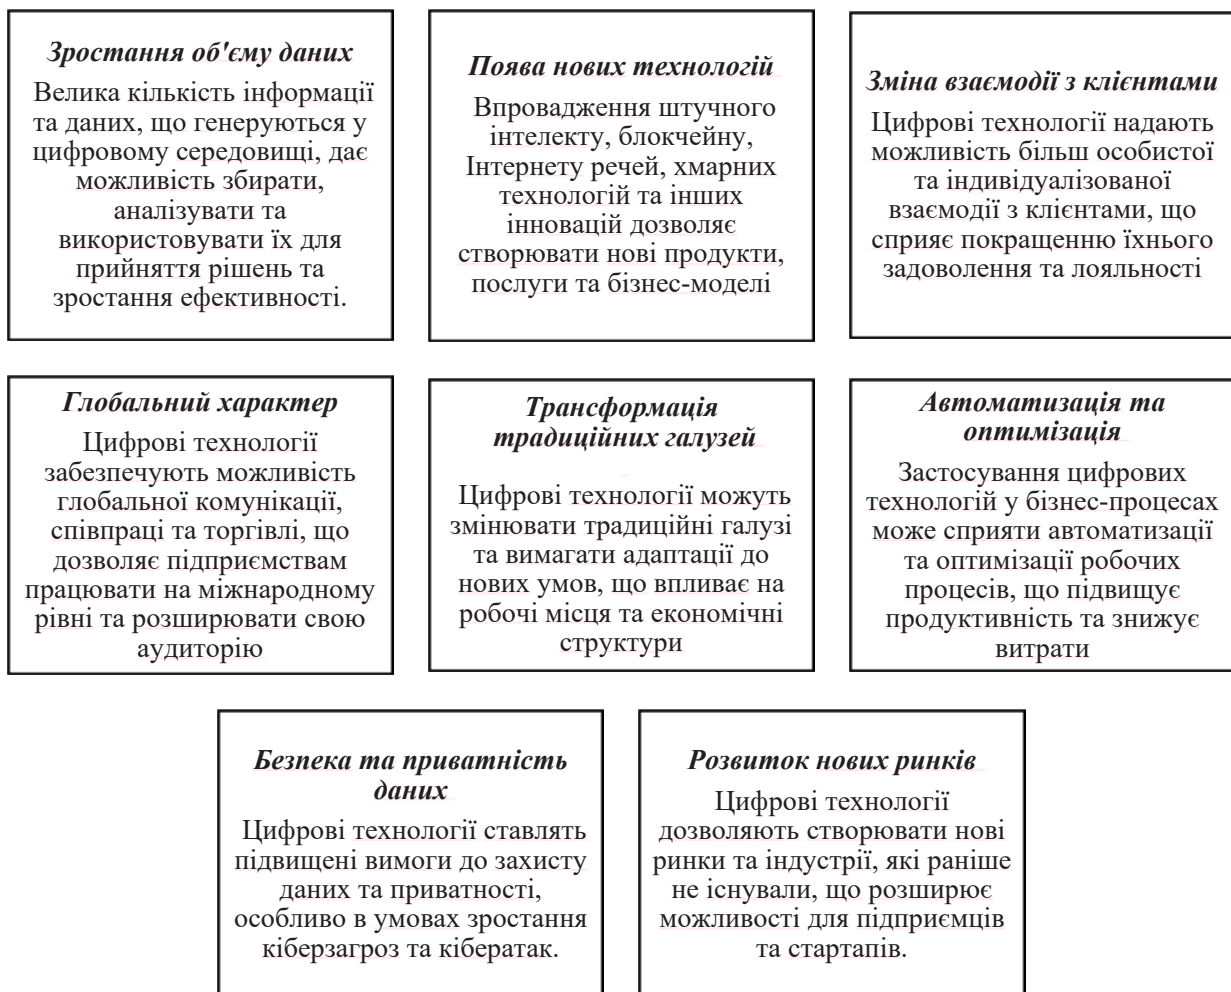 Зростання об'єму даних
Велика кількість інформації
та даних, що генеруються у
цифровому середовищі, дає
можливість збирати,
аналізувати та
використовувати їх для
прийняття рішень та
зростання ефективності.
Поява нових технологій
Впровадження штучного
інтелекту, блокчейну,
Інтернету речей, хмарних
технологій та інших
інновацій дозволяє
створювати нові продукти,
послуги та бізнес-моделі
Зміна взаємодії з клієнтами
Цифрові технології надають
можливість більш особистої
та індивідуалізованої
взаємодії з клієнтами, що
сприяє покращенню їхнього
задоволення та лояльності
Глобальний характер
Цифрові технології
забезпечують можливість
глобальної комунікації,
співпраці та торгівлі, що
дозволяє підприємствам
працювати на міжнародному
рівні та розширювати свою
аудиторію
Трансформація
традиційних галузей
Цифрові технології можуть
змінювати традиційні галузі
та вимагати адаптації до
нових умов, що впливає на
робочі місця та економічні
структури
Автоматизація та
оптимізація
Застосування цифрових
технологій у бізнес-процесах
може сприяти автоматизації
та оптимізації робочих
процесів, що підвищує
продуктивність та знижує
витрати
Безпека та приватність
даних
Цифрові технології ставлять
підвищені вимоги до захисту
даних та приватності,
особливо в умовах зростання
кіберзагроз та кібератак.
Розвиток нових ринків
Цифрові технології
дозволяють створювати нові
ринки та індустрії, які раніше
не існували, що розширює
можливості для підприємців
та стартапів.